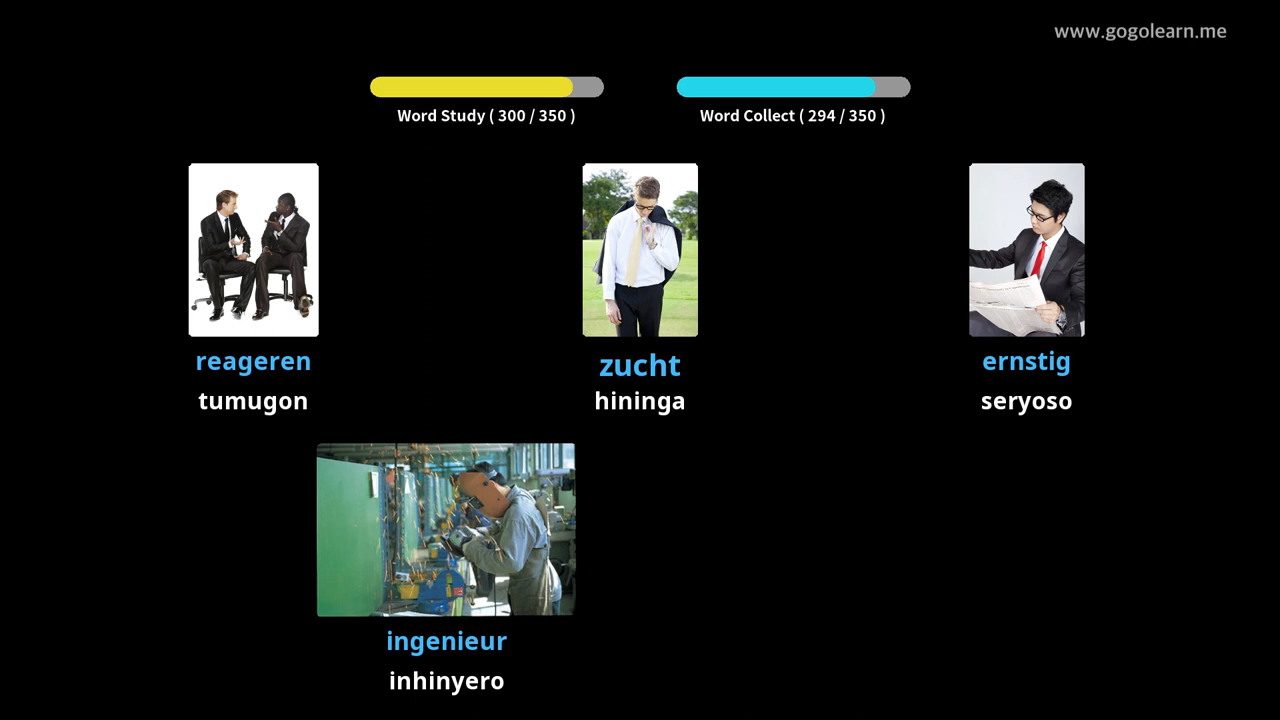 www.gogolearn.me
Word Study ( 300 / 350 )
Word Collect ( 294 / 350 )
reageren
tumugon
zucht
hininga
ernstig
seryoso
ingenieur
inhinyero